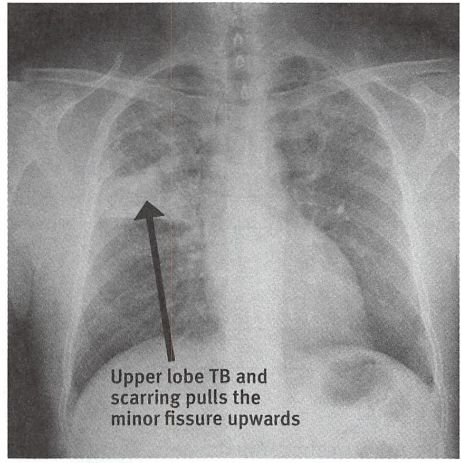 Upper lobe TB and
scarring pulls the
minor fissure upwards